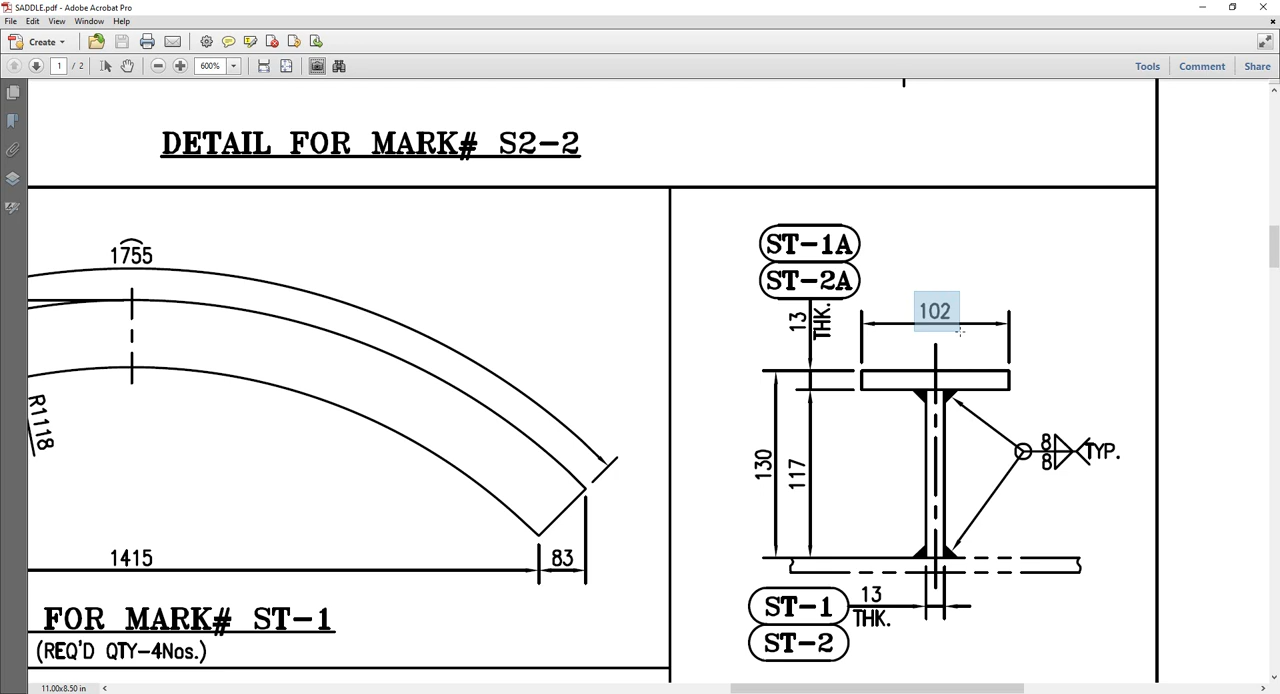 SADDLE.pdf - Adobe Acrobat Pro
File Edit View Window Help
Create
1 / 2
600%
Tools Comment Share
DETAIL FOR MARK# S2-2
1755
R1118
1415
83
FOR MARK# ST-1
(REQ'D QTY-4Nos.)
ST-1A
ST-2A
13
THK.
102
130
117
8
8
TYP.
ST-1
ST-2
13
THK.
11.00x8.50 in